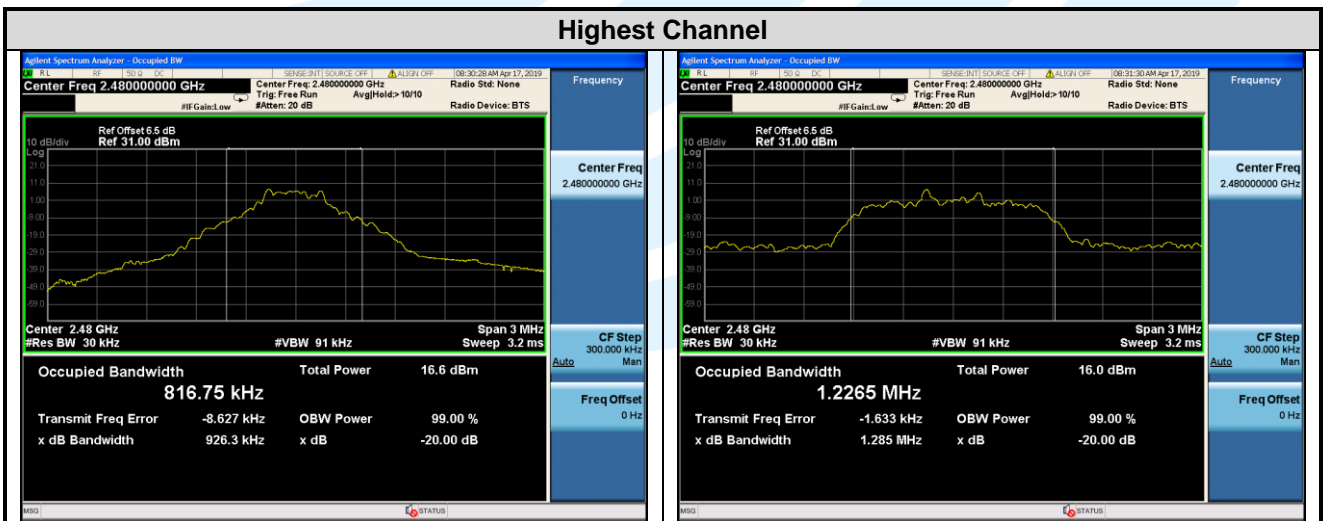 Highest Channel
Agilent Spectrum Analyzer - Occupied BW
RL RF 50 Ω DC SENSE:INT SOURCE OFF ALIGN OFF 08:30:28 AM Apr 17, 2019
Center Freq 2.480000000 GHz
Center Freq: 2.480000000 GHz Radio Std: None
Trig: Free Run Avg|Hold:> 10/10
#IFGain:Low #Atten: 20 dB Radio Device: BTS
Ref Offset 6.5 dB
10 dB/div Ref 31.00 dBm
Log
21.0
11.0
1.00
-9.00
-19.0
-29.0
-39.0
-49.0
-59.0
Center 2.48 GHz Span 3 MHz
#Res BW 30 kHz #VBW 91 kHz Sweep 3.2 ms
Occupied Bandwidth Total Power 16.6 dBm
816.75 kHz
Transmit Freq Error -8.627 kHz OBW Power 99.00 %
x dB Bandwidth 926.3 kHz x dB -20.00 dB
MSG STATUS
Frequency
Center Freq
2.480000000 GHz
CF Step
300.000 kHz
Auto Man
Freq Offset
0 Hz
Agilent Spectrum Analyzer - Occupied BW
RL RF 50 Ω DC SENSE:INT SOURCE OFF ALIGN OFF 08:31:30 AM Apr 17, 2019
Center Freq 2.480000000 GHz
Center Freq: 2.480000000 GHz Radio Std: None
Trig: Free Run Avg|Hold:> 10/10
#IFGain:Low #Atten: 20 dB Radio Device: BTS
Ref Offset 6.5 dB
10 dB/div Ref 31.00 dBm
Log
21.0
11.0
1.00
-9.00
-19.0
-29.0
-39.0
-49.0
-59.0
Center 2.48 GHz Span 3 MHz
#Res BW 30 kHz #VBW 91 kHz Sweep 3.2 ms
Occupied Bandwidth Total Power 16.0 dBm
1.2265 MHz
Transmit Freq Error -1.633 kHz OBW Power 99.00 %
x dB Bandwidth 1.285 MHz x dB -20.00 dB
MSG STATUS
Frequency
Center Freq
2.480000000 GHz
CF Step
300.000 kHz
Auto Man
Freq Offset
0 Hz